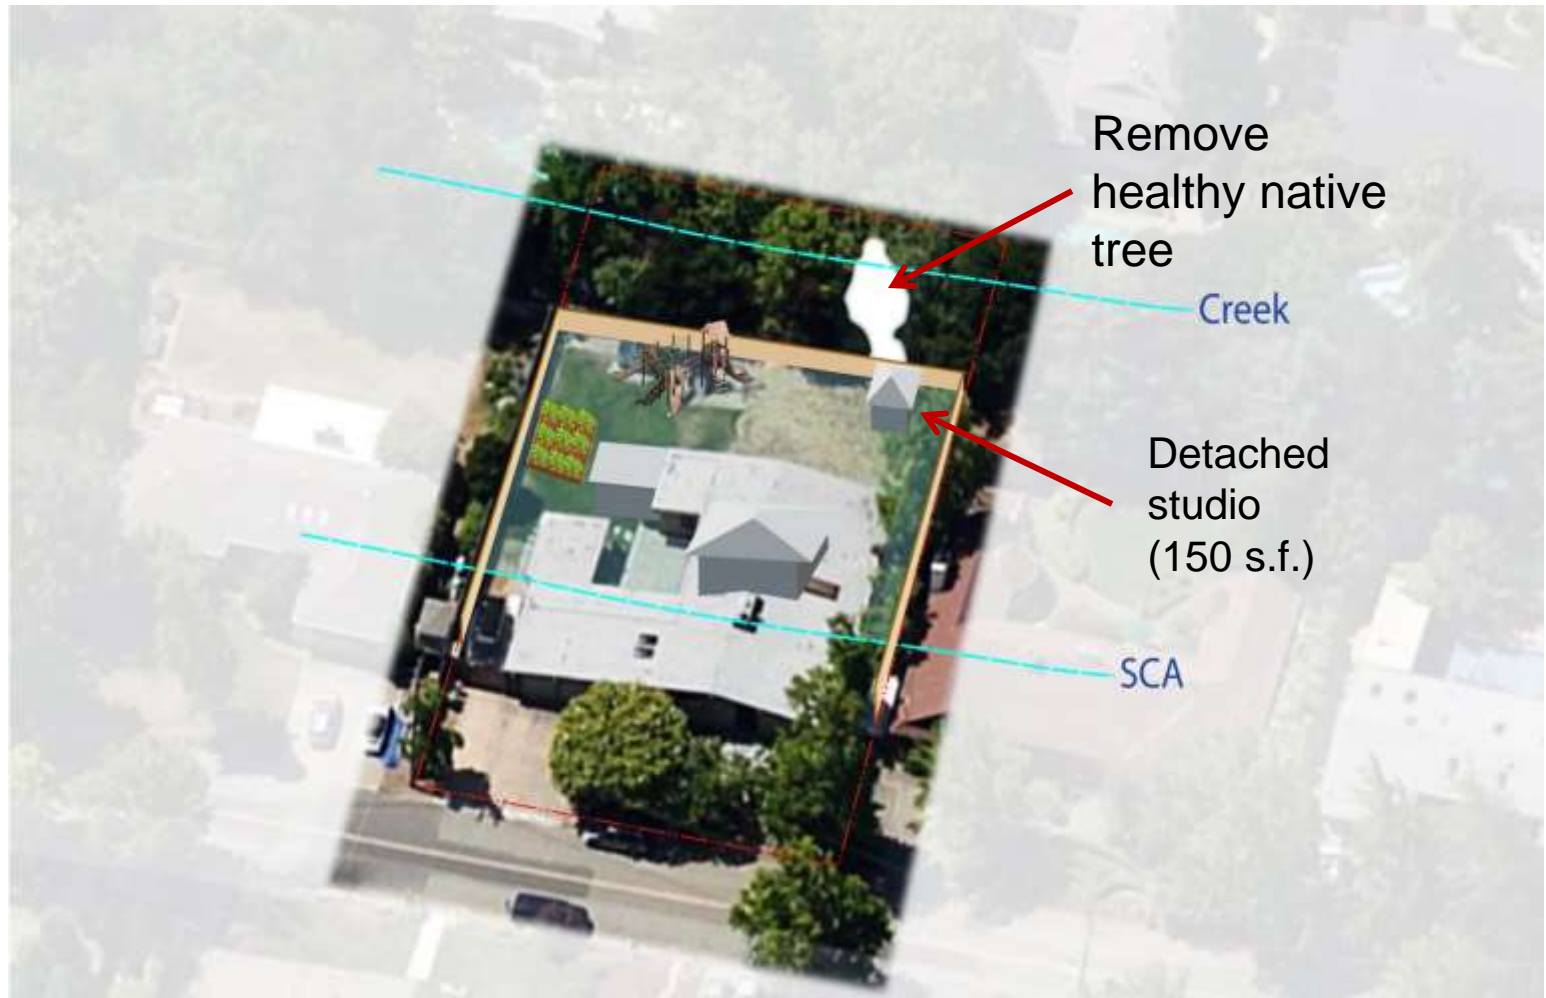 Remove
healthy native
tree
Creek
Detached
studio
(150 s.f.)
SCA